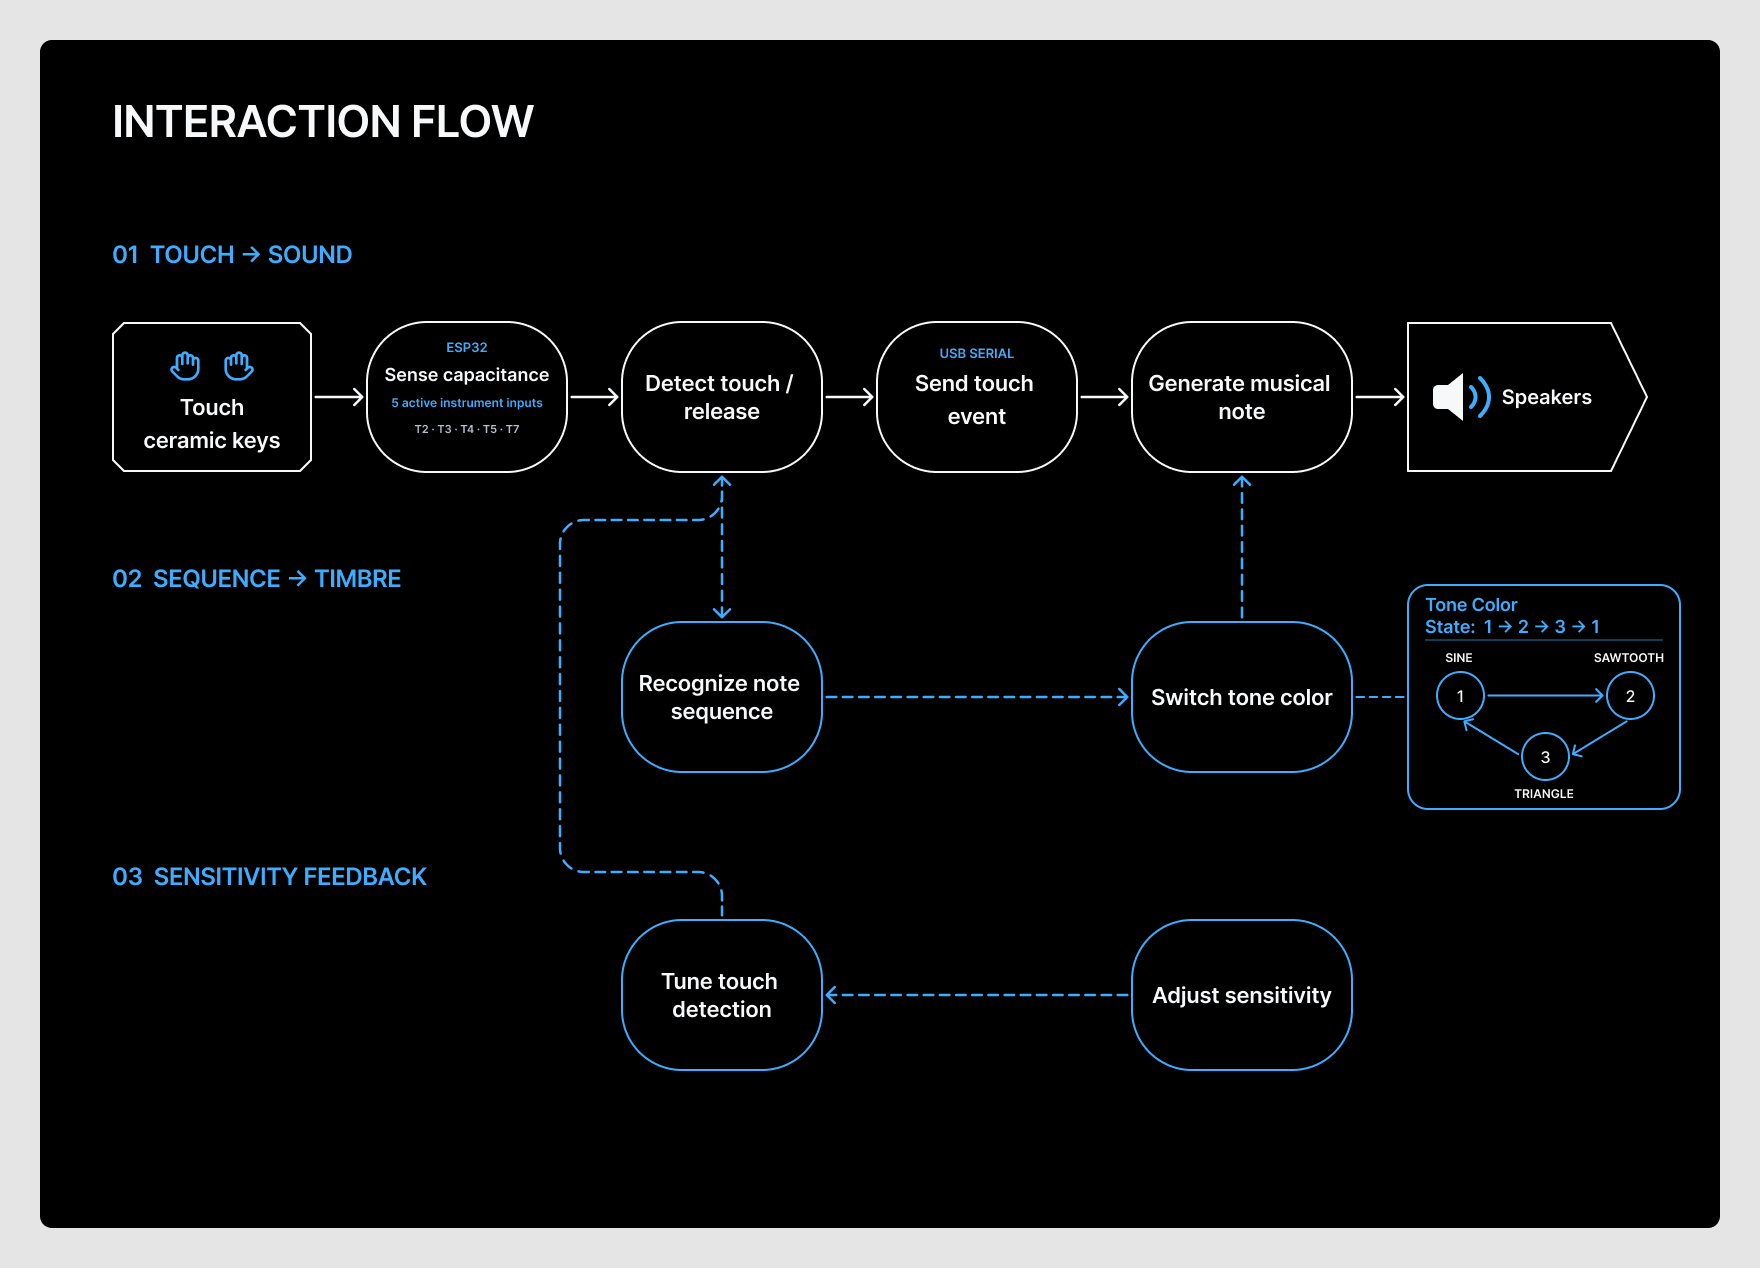 INTERACTION FLOW
01 TOUCH → SOUND
Touch
ceramic keys
ESP32
Sense capacitance
5 active instrument inputs
T2 · T3 · T4 · T5 · T7
Detect touch /
release
USB SERIAL
Send touch
event
Generate musical
note
Speakers
02 SEQUENCE → TIMBRE
Recognize note
sequence
Switch tone color
Tone Color
State: 1 → 2 → 3 → 1
SINE
SAWTOOTH
1
2
3
TRIANGLE
03 SENSITIVITY FEEDBACK
Tune touch
detection
Adjust sensitivity